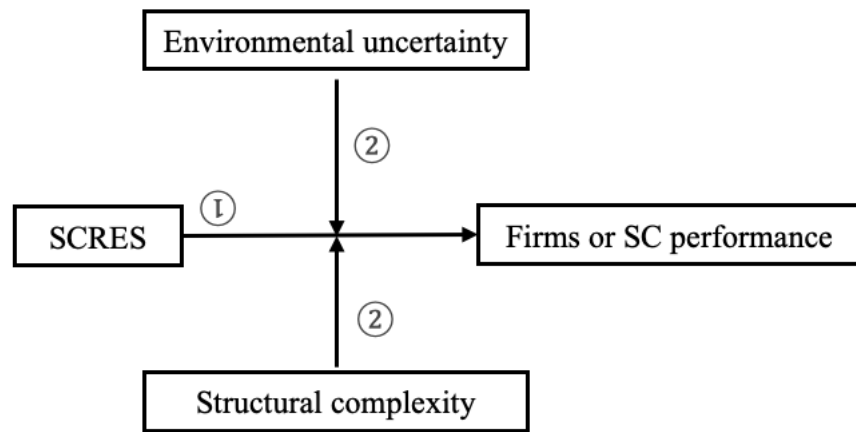 Environmental uncertainty
②
①
SCRES
Firms or SC performance
②
Structural complexity